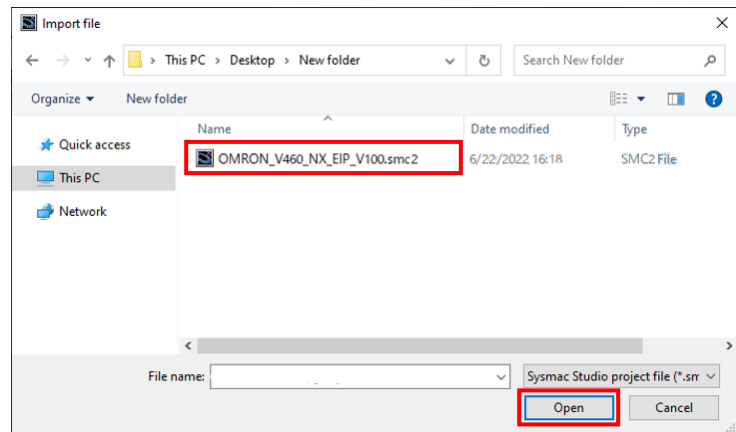 Import file
This PC > Desktop > New folder
Search New folder
Organize
New folder
Name
Date modified
Type
Quick access
OMRON_V460_NX_EIP_V100.smc2
6/22/2022 16:18
SMC2 File
This PC
Network
File name:
Sysmac Studio project file (*.sm
Open
Cancel